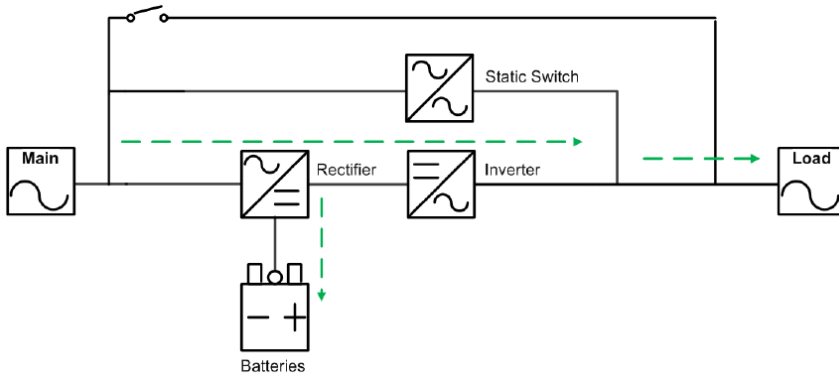 Static Switch
Main
Rectifier
Inverter
Load
Batteries